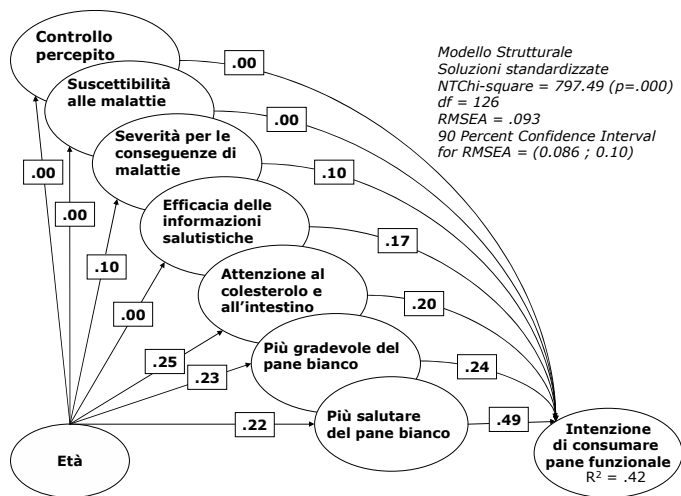 Controllo
percepito
.00
Modello Strutturale
Soluzioni standardizzate
NTChi-square = 797.49 (p=.000)
df = 126
RMSEA = .093
90 Percent Confidence Interval
for RMSEA = (0.086 ; 0.10)
Suscettibilità
alle malattie
.00
Severità per le
conseguenze di
malattie
.10
.00
.00
.10
.00
Efficacia delle
informazioni
salutistiche
.17
Attenzione al
colesterolo e
all'intestino
.20
.25
.23
Più gradevole del
pane bianco
.24
.22
Più salutare
del pane bianco
.49
Intenzione
di consumare
pane funzionale
R² = .42
Età